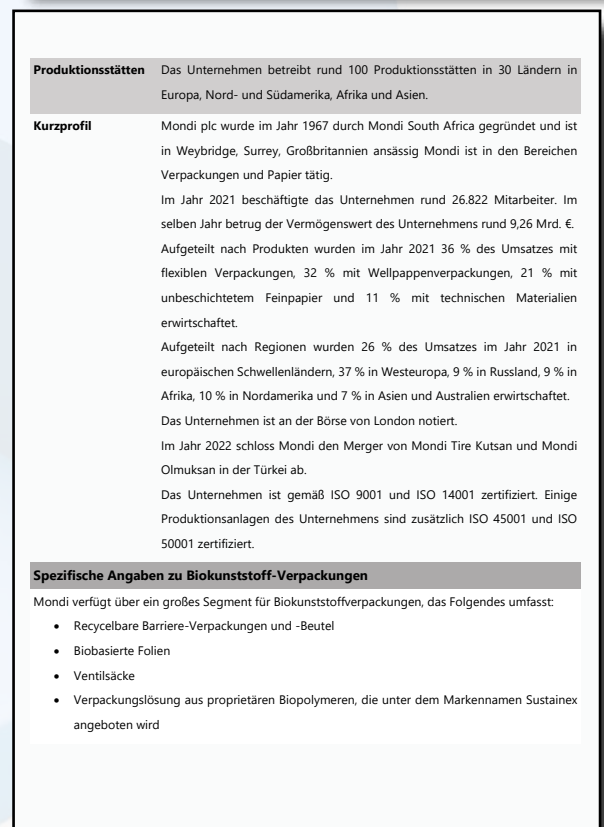 Produktionsstätten Das Unternehmen betreibt rund 100 Produktionsstätten in 30 Ländern in
Europa, Nord- und Südamerika, Afrika und Asien.
Kurzprofil Mondi plc wurde im Jahr 1967 durch Mondi South Africa gegründet und ist
in Weybridge, Surrey, Großbritannien ansässig Mondi ist in den Bereichen
Verpackungen und Papier tätig.
Im Jahr 2021 beschäftigte das Unternehmen rund 26.822 Mitarbeiter. Im
selben Jahr betrug der Vermögenswert des Unternehmens rund 9,26 Mrd. €.
Aufgeteilt nach Produkten wurden im Jahr 2021 36 % des Umsatzes mit
flexiblen Verpackungen, 32 % mit Wellpappenverpackungen, 21 % mit
unbeschichtetem Feinpapier und 11 % mit technischen Materialien
erwirtschaftet.
Aufgeteilt nach Regionen wurden 26 % des Umsatzes im Jahr 2021 in
europäischen Schwellenländern, 37 % in Westeuropa, 9 % in Russland, 9 % in
Afrika, 10 % in Nordamerika und 7 % in Asien und Australien erwirtschaftet.
Das Unternehmen ist an der Börse von London notiert.
Im Jahr 2022 schloss Mondi den Merger von Mondi Tire Kutsan und Mondi
Olmuksan in der Türkei ab.
Das Unternehmen ist gemäß ISO 9001 und ISO 14001 zertifiziert. Einige
Produktionsanlagen des Unternehmens sind zusätzlich ISO 45001 und ISO
50001 zertifiziert.
Spezifische Angaben zu Biokunststoff-Verpackungen
Mondi verfügt über ein großes Segment für Biokunststoffverpackungen, das Folgendes umfasst:
• Recycelbare Barriere-Verpackungen und -Beutel
• Biobasierte Folien
• Ventilsäcke
• Verpackungslösung aus proprietären Biopolymeren, die unter dem Markennamen Sustainex
angeboten wird